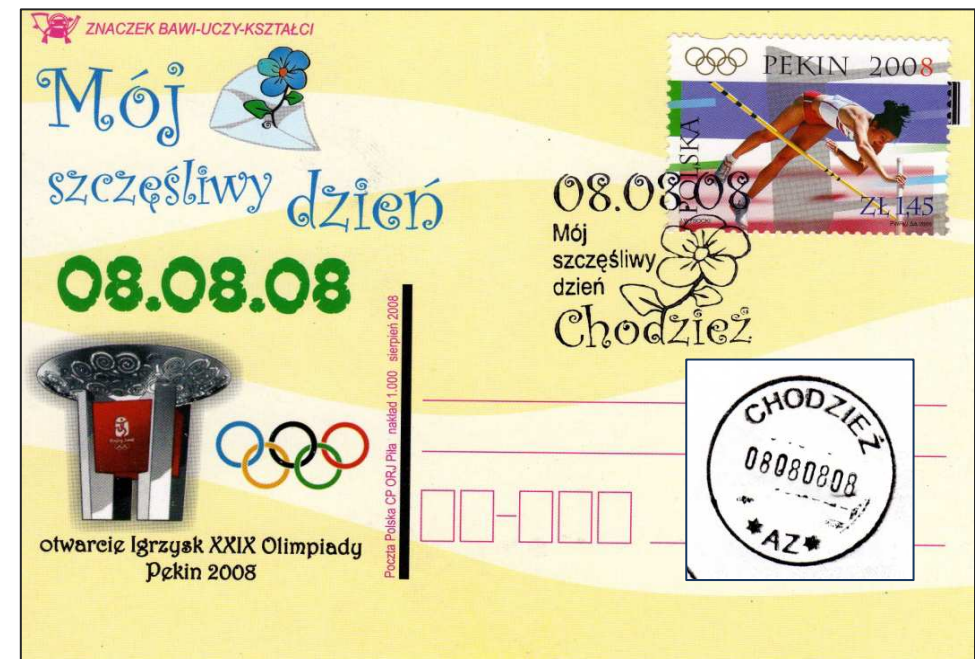 ZNACZEK BAWI-UCZY-KSZTAŁCI
Mój
szczęśliwy dzień
08.08.08
otwarcie Igrzysk XXIX Olimpiady
Pekin 2008
Poczta Polska CP ORJ Piła nakład 1.000 sierpień 2008
PEKIN 2008
POLSKA
ZŁ 1,45
08.08.08
Mój
szczęśliwy
dzień
Chodzież
CHODZIEŻ
08080808
AZ